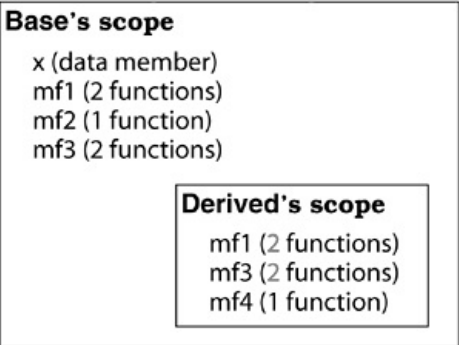 Base's scope
x (data member)
mf1 (2 functions)
mf2 (1 function)
mf3 (2 functions)
Derived's scope
mf1 (2 functions)
mf3 (2 functions)
mf4 (1 function)